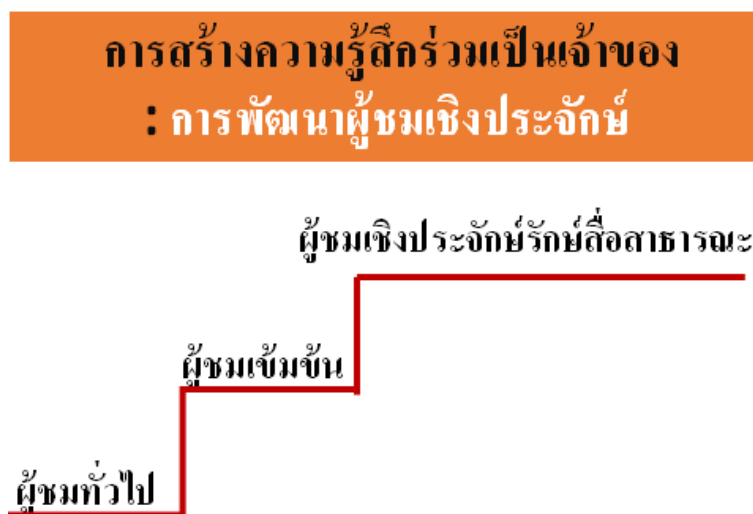 การสร้างความรู้สึกร่วมเป็นเจ้าของ
: การพัฒนาผู้ชมเชิงประจักษ์
ผู้ชมเชิงประจักษ์รักษ์สื่อสาธารณะ
ผู้ชมเข้มข้น
ผู้ชมทั่วไป